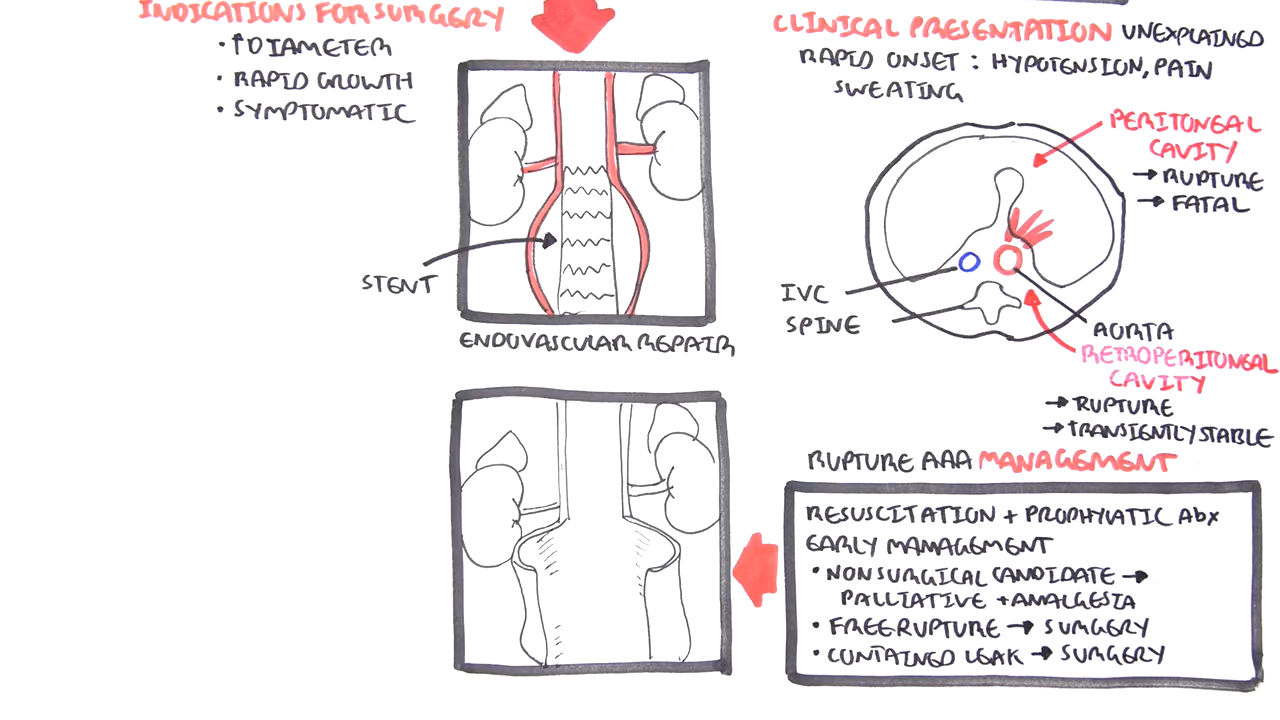 INDICATIONS FOR SURGERY
• ↑DIAMETER
• RAPID GROWTH
• SYMPTOMATIC
STENT
ENDOVASCULAR REPAIR
CLINICAL PRESENTATION UNEXPLAINED
RAPID ONSET : HYPOTENSION, PAIN
SWEATING
PERITONEAL
CAVITY
→ RUPTURE
→ FATAL
IVC
SPINE
AORTA
RETROPERITONEAL
CAVITY
→ RUPTURE
→ TRANSIENTLY STABLE
RUPTURE AAA MANAGEMENT
RESUSCITATION + PROPHYLATIC Abx
EARLY MANAGEMENT
• NONSURGICAL CANDIDATE →
PALLIATIVE + ANALGESIA
• FREE RUPTURE → SURGERY
• CONTAINED LEAK → SURGERY